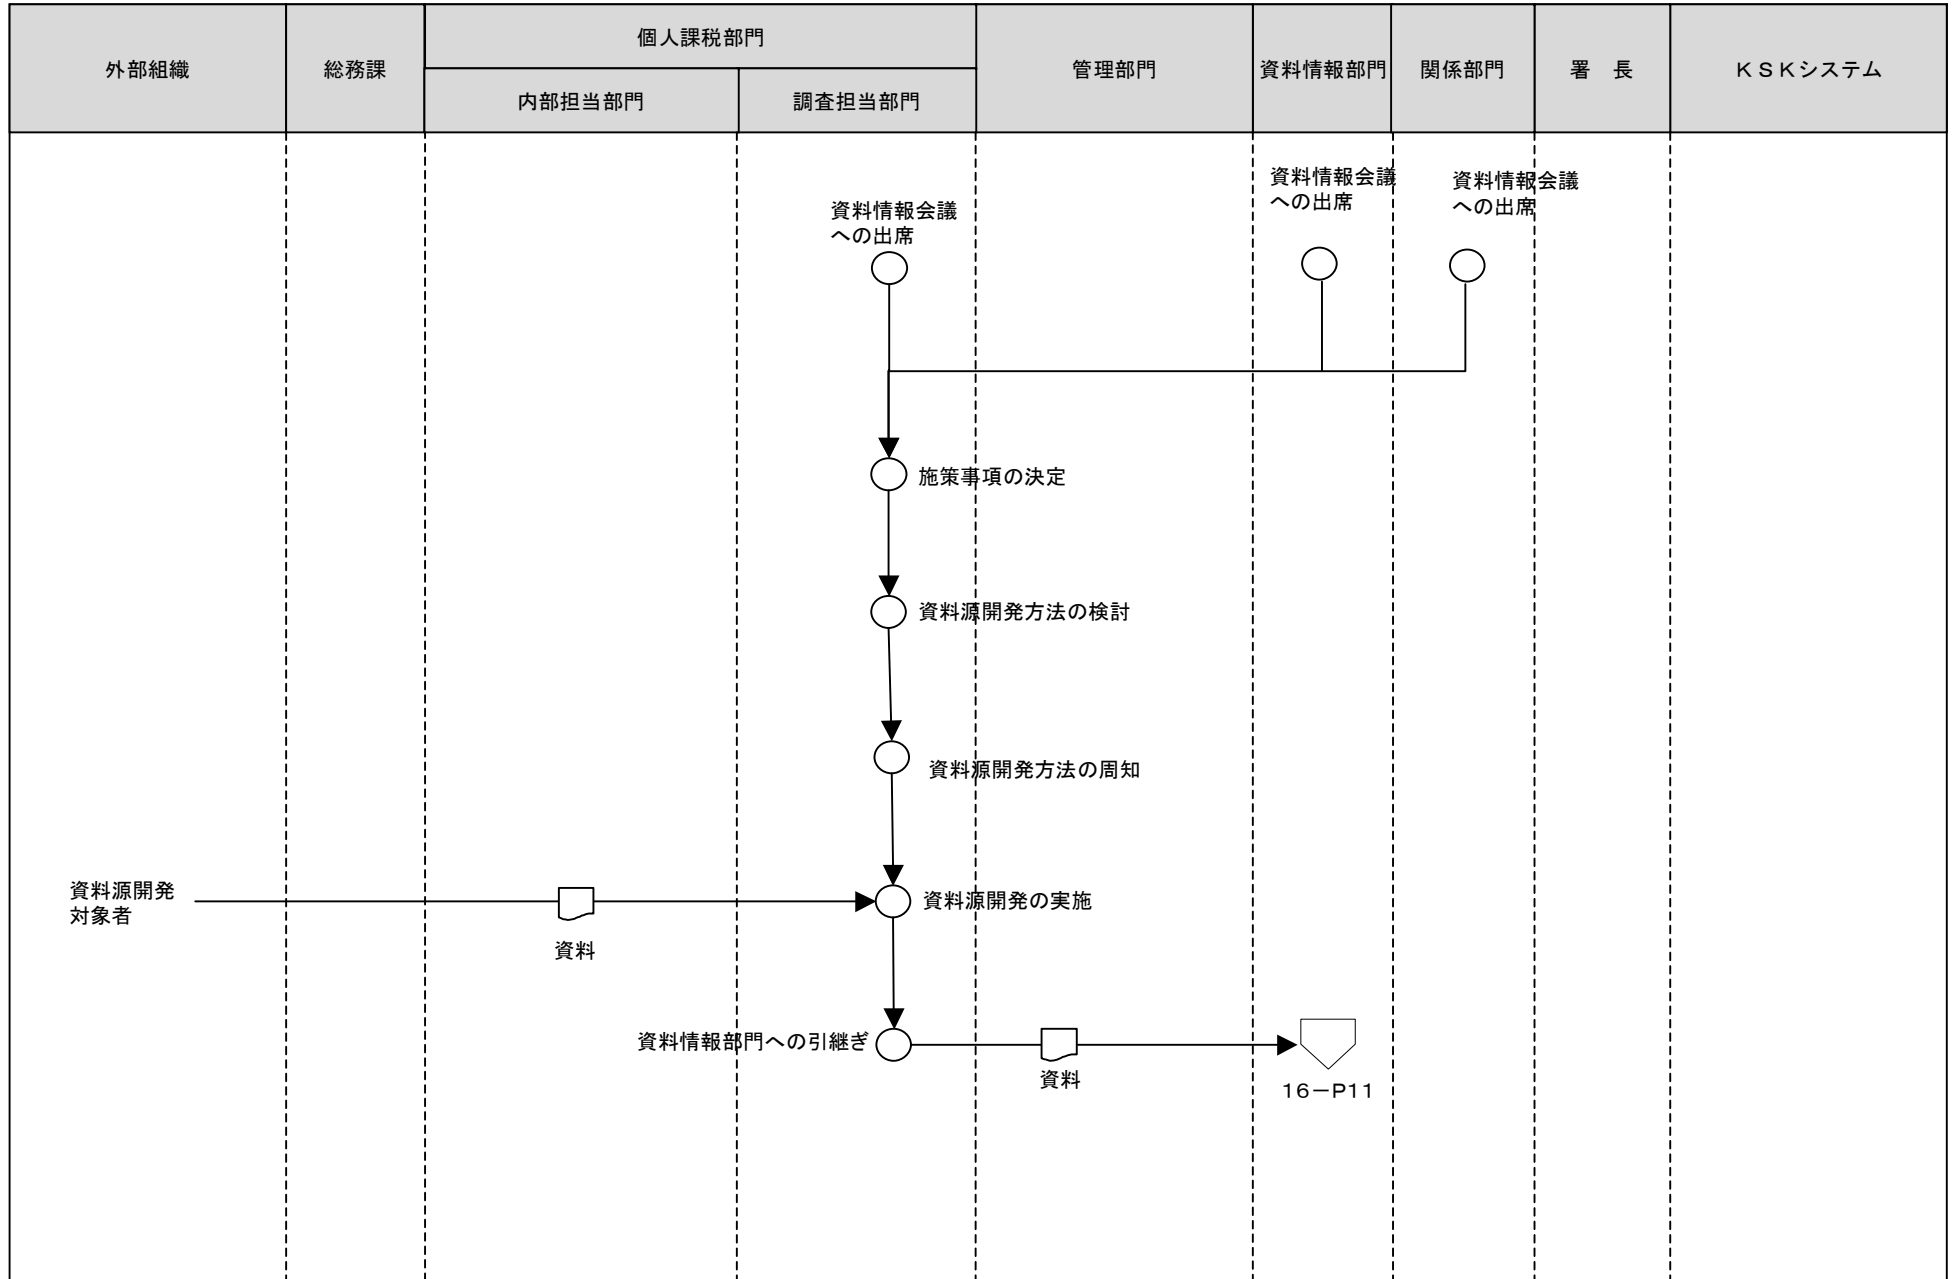 外部組織
総務課
個人課税部門
内部担当部門
調査担当部門
管理部門
資料情報部門
関係部門
署　長
ＫＳＫシステム
資料情報会議
への出席
資料情報会議
への出席
資料情報会議
への出席
施策事項の決定
資料源開発方法の検討
資料源開発方法の周知
資料源開発
対象者
資料
資料源開発の実施
資料情報部門への引継ぎ
資料
16－P11